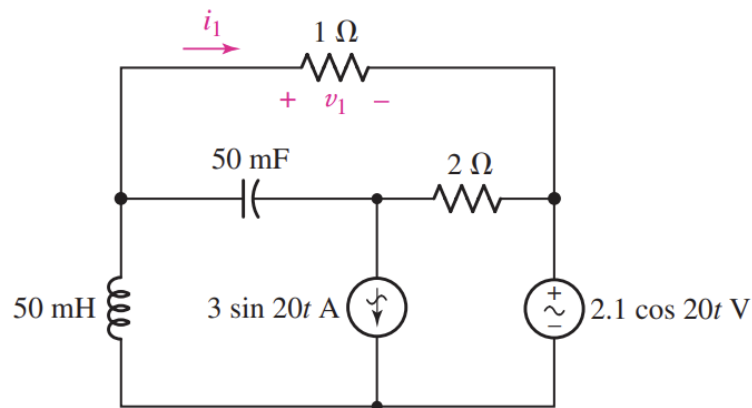 i₁
1 Ω
+ v₁ −
50 mF
2 Ω
50 mH
3 sin 20t A
+
−
2.1 cos 20t V